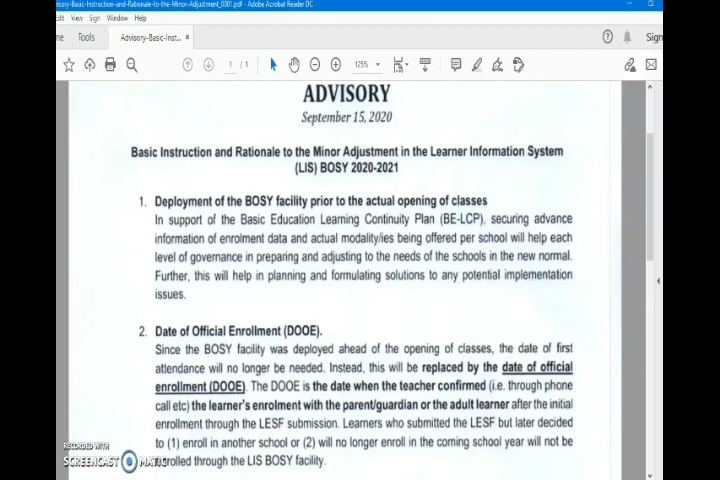 isory-Basic-Instruction-and-Rationale-to-the-Minor-Adjustment_0001.pdf - Adobe Acrobat Reader DC
Edit View Sign Window Help
me Tools Advisory-Basic-Inst... × Sign
1 / 1 125%
ADVISORY
September 15, 2020
Basic Instruction and Rationale to the Minor Adjustment in the Learner Information System
(LIS) BOSY 2020-2021
1. Deployment of the BOSY facility prior to the actual opening of classes
In support of the Basic Education Learning Continuity Plan (BE-LCP), securing advance
information of enrolment data and actual modality/ies being offered per school will help each
level of governance in preparing and adjusting to the needs of the schools in the new normal.
Further, this will help in planning and formulating solutions to any potential implementation
issues.
2. Date of Official Enrollment (DOOE).
Since the BOSY facility was deployed ahead of the opening of classes, the date of first
attendance will no longer be needed. Instead, this will be replaced by the date of official
enrollment (DOOE). The DOOE is the date when the teacher confirmed (i.e. through phone
call etc) the learner's enrolment with the parent/guardian or the adult learner after the initial
enrollment through the LESF submission. Learners who submitted the LESF but later decided
to (1) enroll in another school or (2) will no longer enroll in the coming school year will not be
enrolled through the LIS BOSY facility.
RECORDED WITH
SCREENCAST MATIC